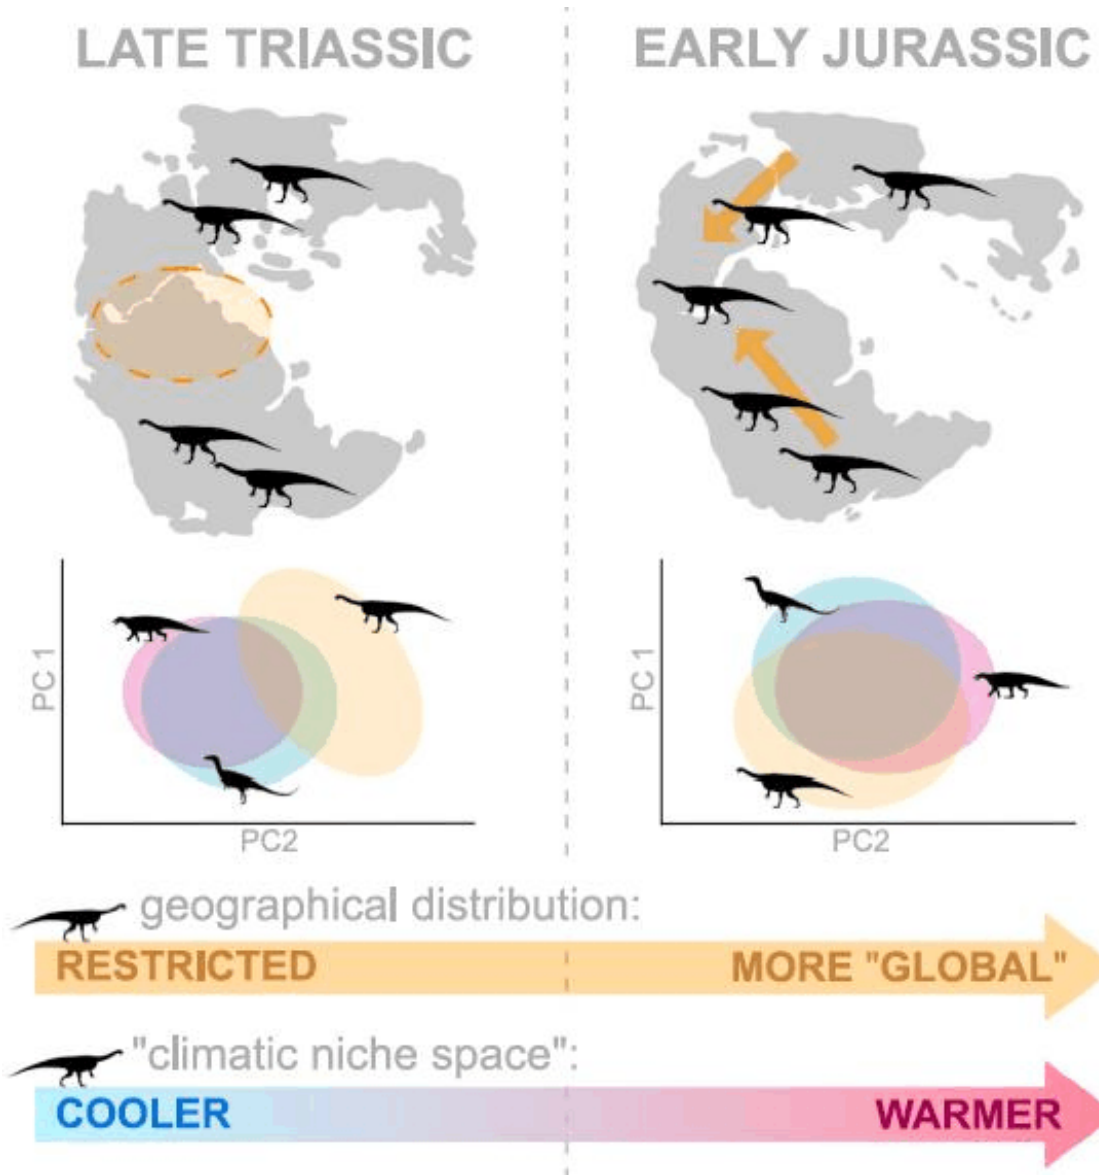 LATE TRIASSIC
EARLY JURASSIC
PC 1
PC2
PC 1
PC2
geographical distribution:
RESTRICTED
MORE "GLOBAL"
"climatic niche space":
COOLER
WARMER